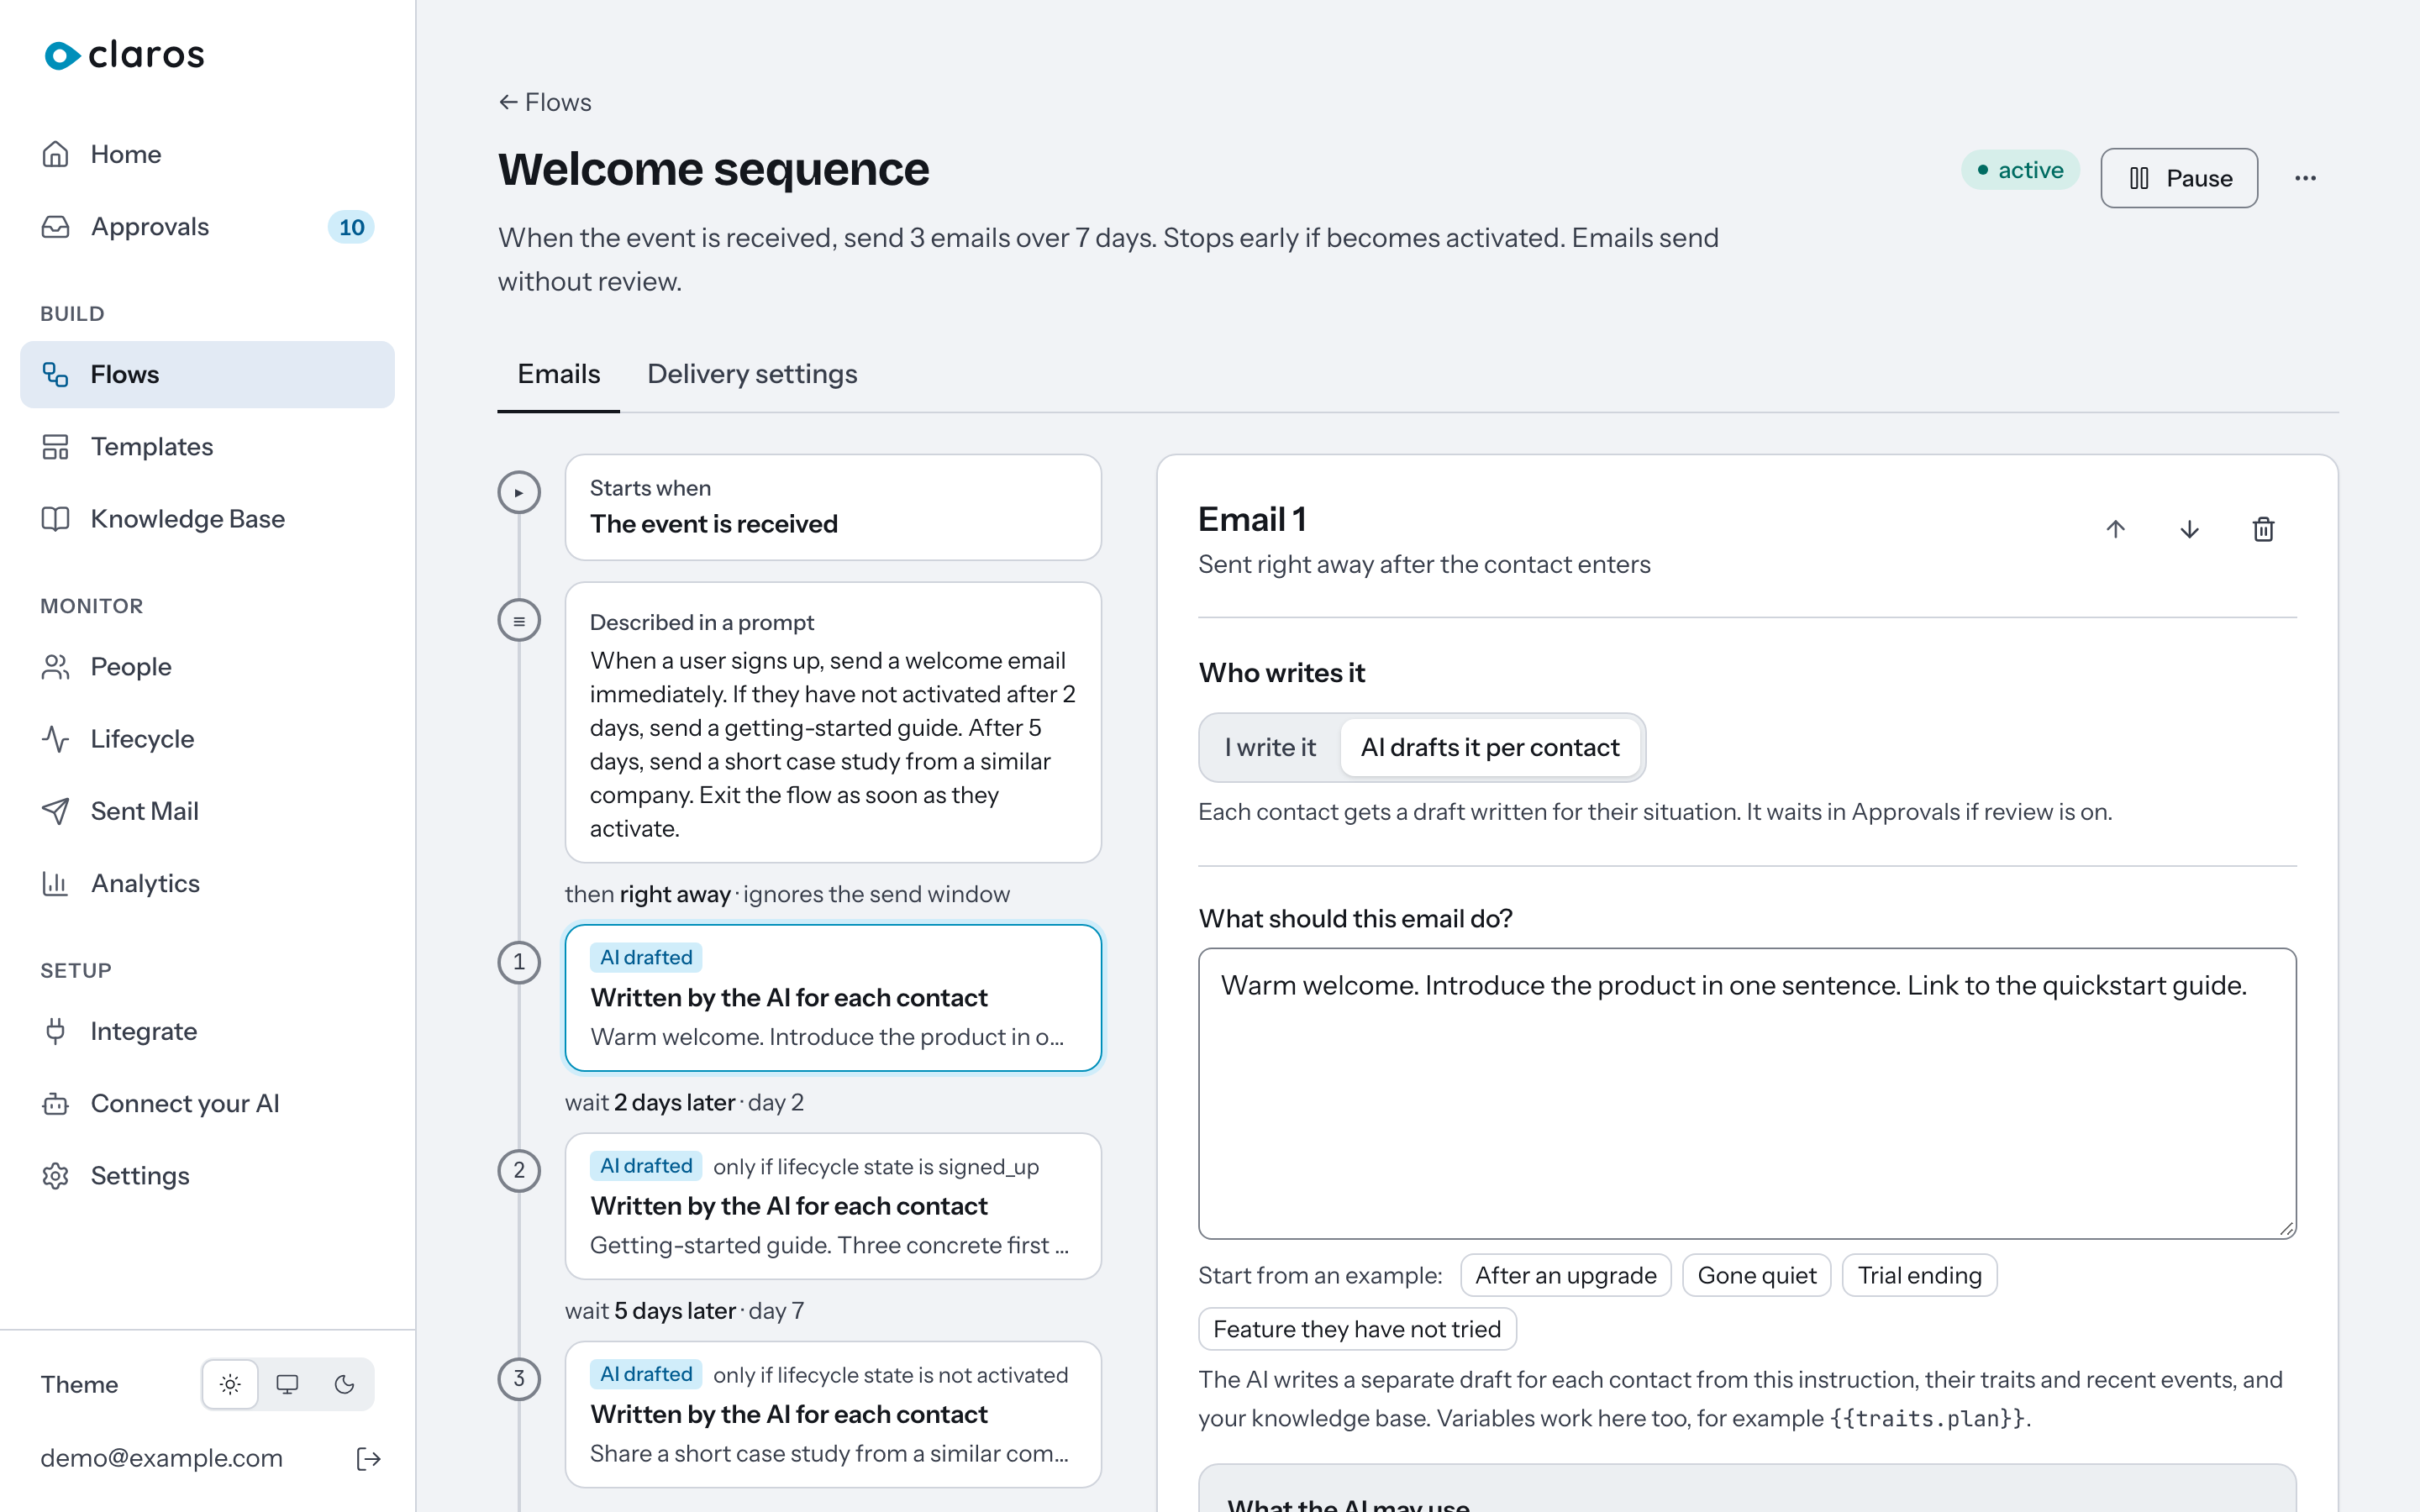 claros
Home
Approvals 10
BUILD
Flows
Templates
Knowledge Base
MONITOR
People
Lifecycle
Sent Mail
Analytics
SETUP
Integrate
Connect your AI
Settings
Theme
demo@example.com
← Flows
Welcome sequence
active
Pause
When the event is received, send 3 emails over 7 days. Stops early if becomes activated. Emails send
without review.
Emails Delivery settings
Starts when
The event is received
Described in a prompt
When a user signs up, send a welcome email
immediately. If they have not activated after 2
days, send a getting-started guide. After 5
days, send a short case study from a similar
company. Exit the flow as soon as they
activate.
then right away · ignores the send window
1
AI drafted
Written by the AI for each contact
Warm welcome. Introduce the product in o...
wait 2 days later · day 2
2
AI drafted only if lifecycle state is signed_up
Written by the AI for each contact
Getting-started guide. Three concrete first ...
wait 5 days later · day 7
3
AI drafted only if lifecycle state is not activated
Written by the AI for each contact
Share a short case study from a similar com...
Email 1
Sent right away after the contact enters
Who writes it
I write it AI drafts it per contact
Each contact gets a draft written for their situation. It waits in Approvals if review is on.
What should this email do?
Warm welcome. Introduce the product in one sentence. Link to the quickstart guide.
Start from an example: After an upgrade Gone quiet Trial ending
Feature they have not tried
The AI writes a separate draft for each contact from this instruction, their traits and recent events, and
your knowledge base. Variables work here too, for example {{traits.plan}}.
What the AI may use